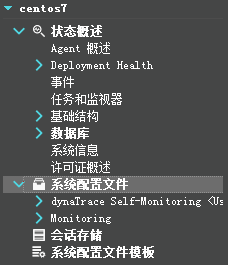 centos7
状态概述
Agent 概述
Deployment Health
事件
任务和监视器
基础结构
数据库
系统信息
许可证概述
系统配置文件
dynaTrace Self-Monitoring <Us
Monitoring
会话存储
系统配置文件模板